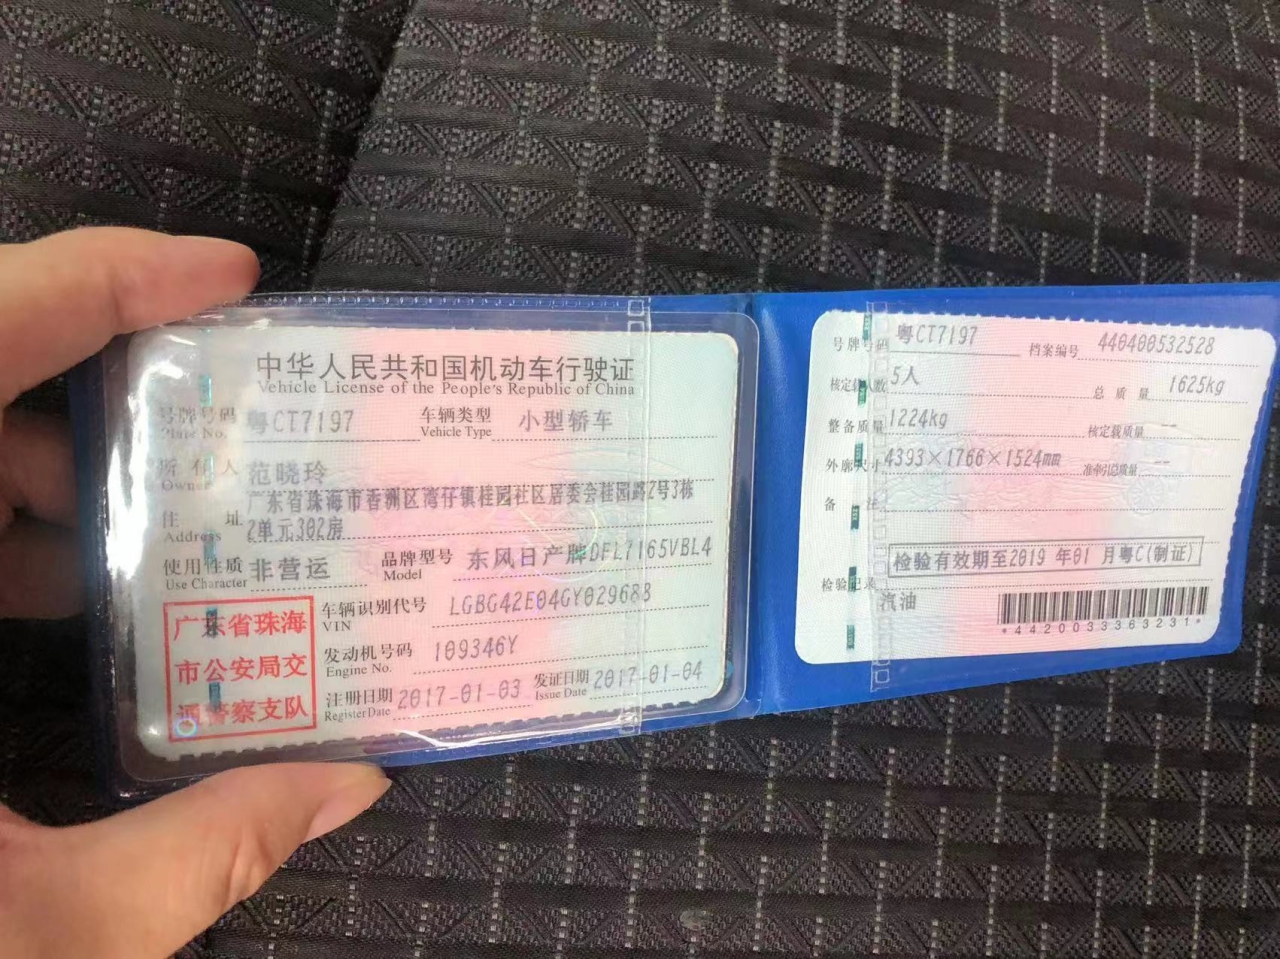 中华人民共和国机动车行驶证
Vehicle License of the People's Republic of China
号牌号码 粤CT7197 车辆类型 小型轿车
Plate No. Vehicle Type
所有人 范晓玲
Owner
广东省珠海市香洲区湾仔镇桂园社区居委会桂园路2号3栋
住址 2单元302房
Address
使用性质 非营运 品牌型号 东风日产牌DFL7165VBL4
Use Character Model
广东省珠海
市公安局交
通警察支队
车辆识别代号 LGBG42E04GY029688
VIN
发动机号码 109346Y
Engine No.
注册日期 2017-01-03 发证日期 2017-01-04
Register Date Issue Date
号牌号码 粤CT7197 档案编号 440400532528
核定载人数 5人 总质量 1625kg
整备质量 1224kg 核定载质量 --
外廓尺寸 4393×1766×1524mm 准牵引总质量 --
备注
检验有效期至2019年01月粤C(制证)
检验记录
汽油
*4420033363231*